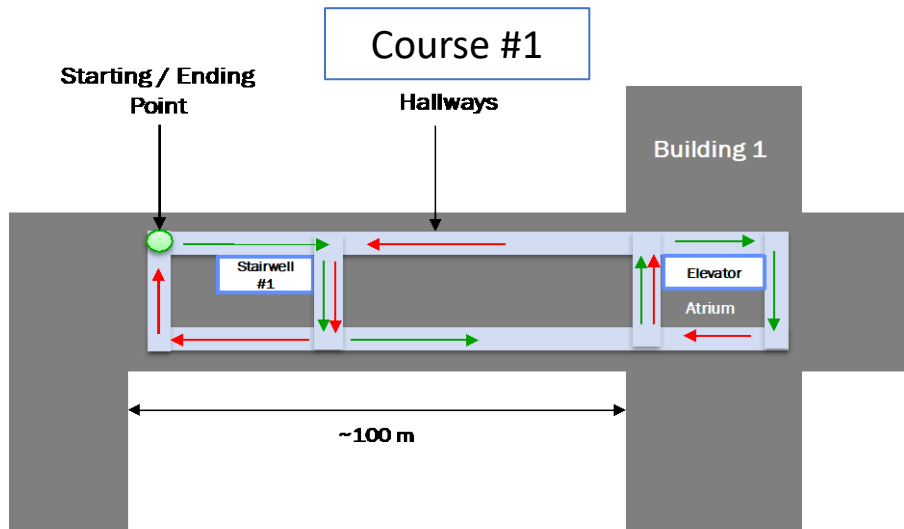 Course #1
Starting / Ending
Point
Hallways
Building 1
Stairwell
#1
Elevator
Atrium
~100 m